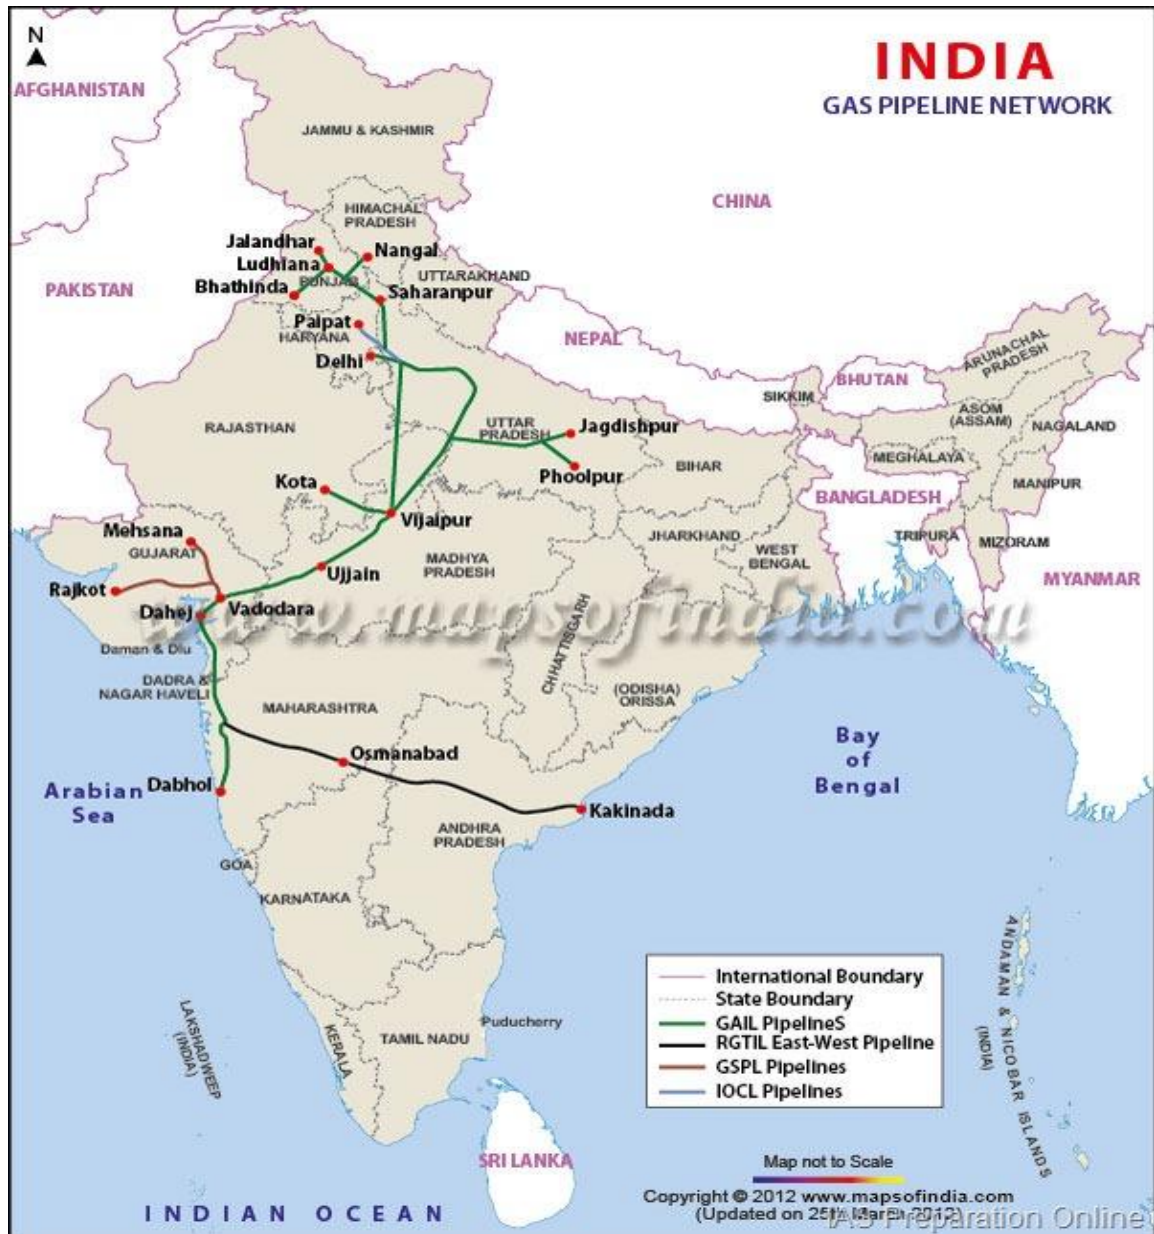 N
INDIA
GAS PIPELINE NETWORK
AFGHANISTAN
JAMMU & KASHMIR
CHINA
HIMACHAL
PRADESH
Jalandhar
Nangal
Ludhiana
PUNJAB
UTTARAKHAND
PAKISTAN
Bhathinda
Saharanpur
Paipat
HARYANA
NEPAL
Delhi
ARUNACHAL
PRADESH
BHUTAN
SIKKIM
RAJASTHAN
UTTAR
PRADESH
Jagdishpur
ASOM
(ASSAM)
NAGALAND
MEGHALAYA
BIHAR
Kota
Phoolpur
MANIPUR
BANGLADESH
Vijaipur
Mehsana
GUJARAT
JHARKHAND
TRIPURA
MIZORAM
MADHYA
PRADESH
WEST
BENGAL
Ujjain
MYANMAR
Rajkot
Dahej
Vadodara
www.mapsofindia.com
Daman & Diu
CHHATTISGARH
DADRA &
NAGAR HAVELI
(ODISHA)
ORISSA
MAHARASHTRA
Bay
of
Bengal
Osmanabad
Arabian
Sea
Dabhol
Kakinada
ANDHRA
PRADESH
GOA
KARNATAKA
ANDAMAN & NICOBAR ISLANDS
(INDIA)
International Boundary
State Boundary
GAIL PipelineS
RGTIL East-West Pipeline
GSPL Pipelines
IOCL Pipelines
LAKSHADWEEP
(INDIA)
KERALA
TAMIL NADU
Puducherry
SRI LANKA
Map not to Scale
Copyright © 2012 www.mapsofindia.com
(Updated on 25th March 2012)
IAS Preparation Online
INDIAN OCEAN